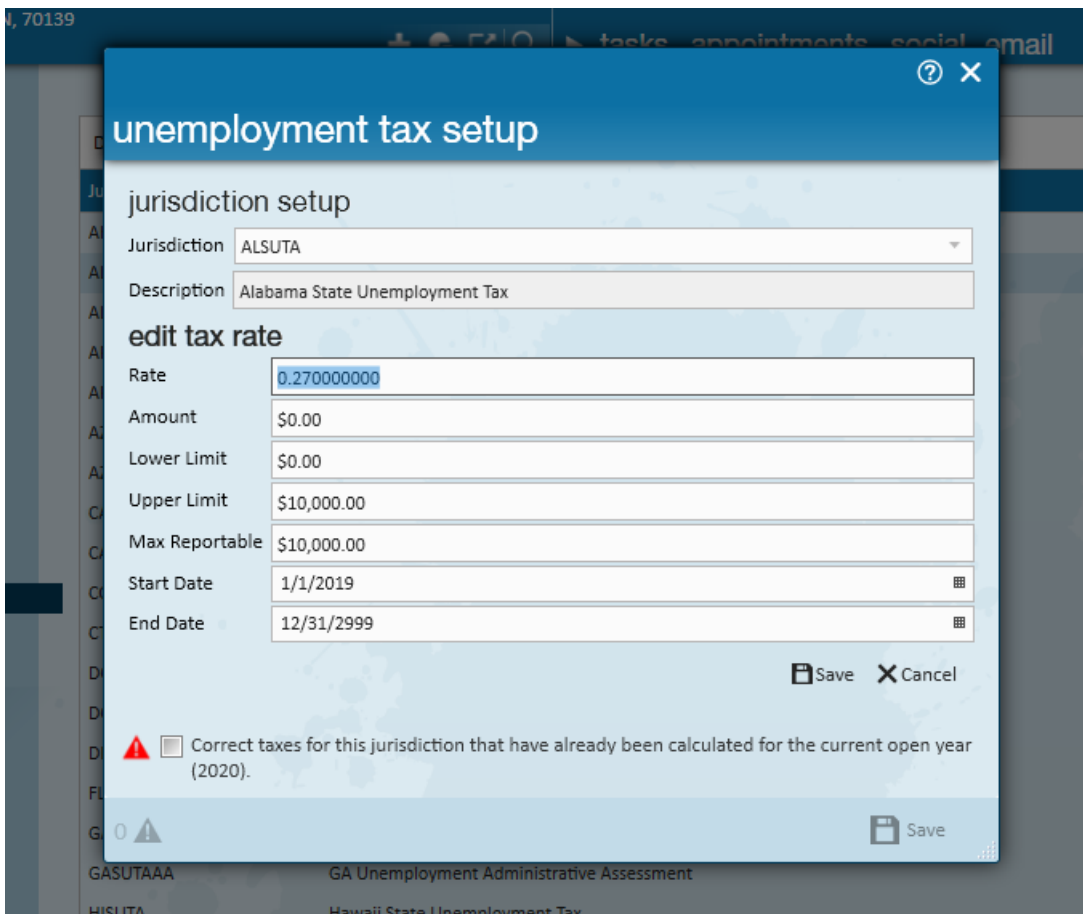 N, 70139
tasks appointments social email
unemployment tax setup
jurisdiction setup
Jurisdiction ALSUTA
Description Alabama State Unemployment Tax
edit tax rate
Rate 0.270000000
Amount $0.00
Lower Limit $0.00
Upper Limit $10,000.00
Max Reportable $10,000.00
Start Date 1/1/2019
End Date 12/31/2999
Save Cancel
Correct taxes for this jurisdiction that have already been calculated for the current open year
(2020).
0 Save
GASUTAAA GA Unemployment Administrative Assessment
HISUTA Hawaii State Unemployment Tax